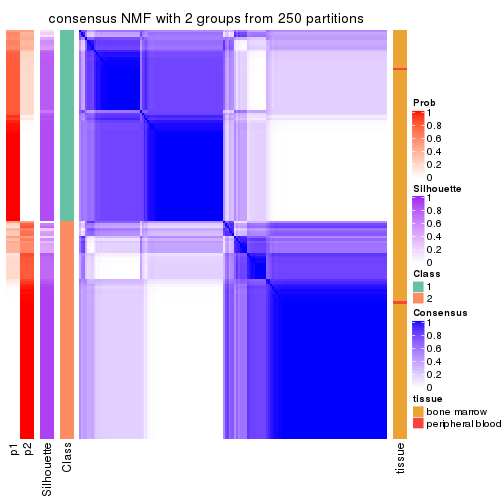 consensus NMF with 2 groups from 250 partitions
Prob
1
0.8
0.6
0.4
0.2
0
Silhouette
1
0.8
0.6
0.4
0.2
0
Class
1
2
Consensus
1
0.8
0.6
0.4
0.2
0
tissue
bone marrow
peripheral blood
p1
p2
Silhouette
Class
tissue